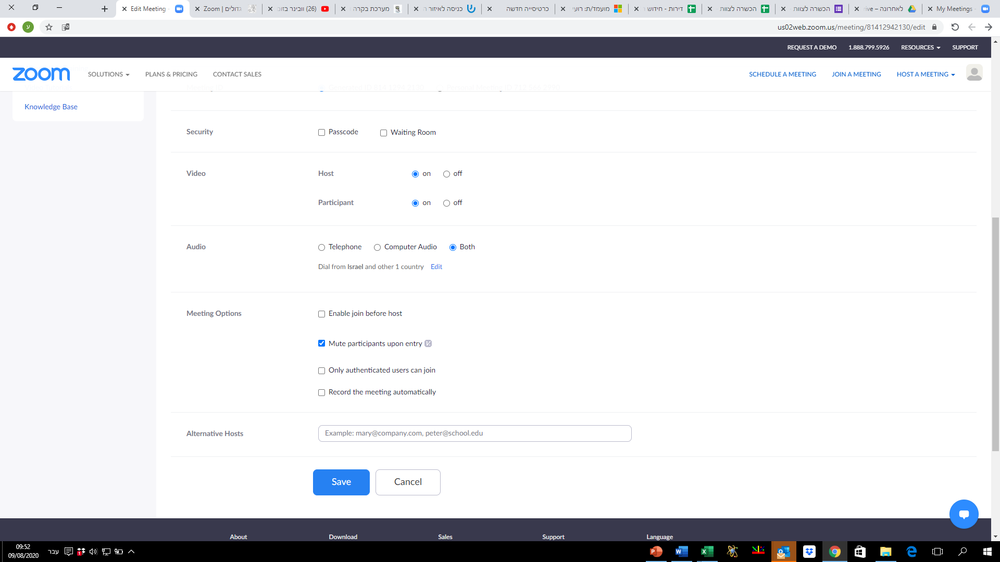 Edit Meeting -
Zoom | גדולים
(26) וובינר בזום
מערכת בקרה
כניסה לאיזור ה
כרטיסייה חדשה
מועמד/ת: רועי
דירות - חידוש
הכשרה לצוות
הכשרה לצוות -
לאחרונה – ive
My Meetings -
ע
us02web.zoom.us/meeting/81412942130/edit
REQUEST A DEMO 1.888.799.5926 RESOURCES SUPPORT
zoom SOLUTIONS PLANS & PRICING CONTACT SALES SCHEDULE A MEETING JOIN A MEETING HOST A MEETING
Knowledge Base
Security Passcode Waiting Room
Video Host on off
Participant on off
Audio Telephone Computer Audio Both
Dial from Israel and other 1 country Edit
Meeting Options Enable join before host
Mute participants upon entry
Only authenticated users can join
Record the meeting automatically
Alternative Hosts Example: mary@company.com, peter@school.edu
Save Cancel
About Download Sales Support Language
09:52
09/08/2020
עבר